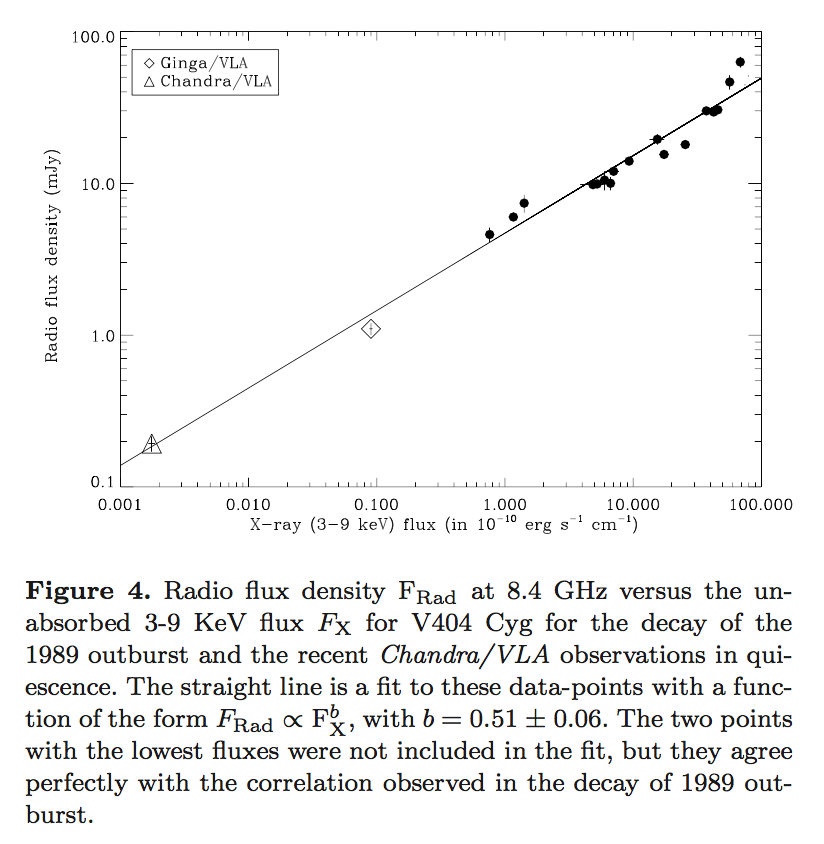 100.0
◇ Ginga/VLA
△ Chandra/VLA
Radio flux density (mJy)
10.0
1.0
0.1
0.001 0.010 0.100 1.000 10.000 100.000
X-ray (3-9 keV) flux (in 10⁻¹⁰ erg s⁻¹ cm⁻¹)
Figure 4. Radio flux density F_Rad at 8.4 GHz versus the un-
absorbed 3-9 KeV flux F_X for V404 Cyg for the decay of the
1989 outburst and the recent Chandra/VLA observations in qui-
escence. The straight line is a fit to these data-points with a func-
tion of the form F_Rad ∝ F_X^b, with b = 0.51 ± 0.06. The two points
with the lowest fluxes were not included in the fit, but they agree
perfectly with the correlation observed in the decay of 1989 out-
burst.